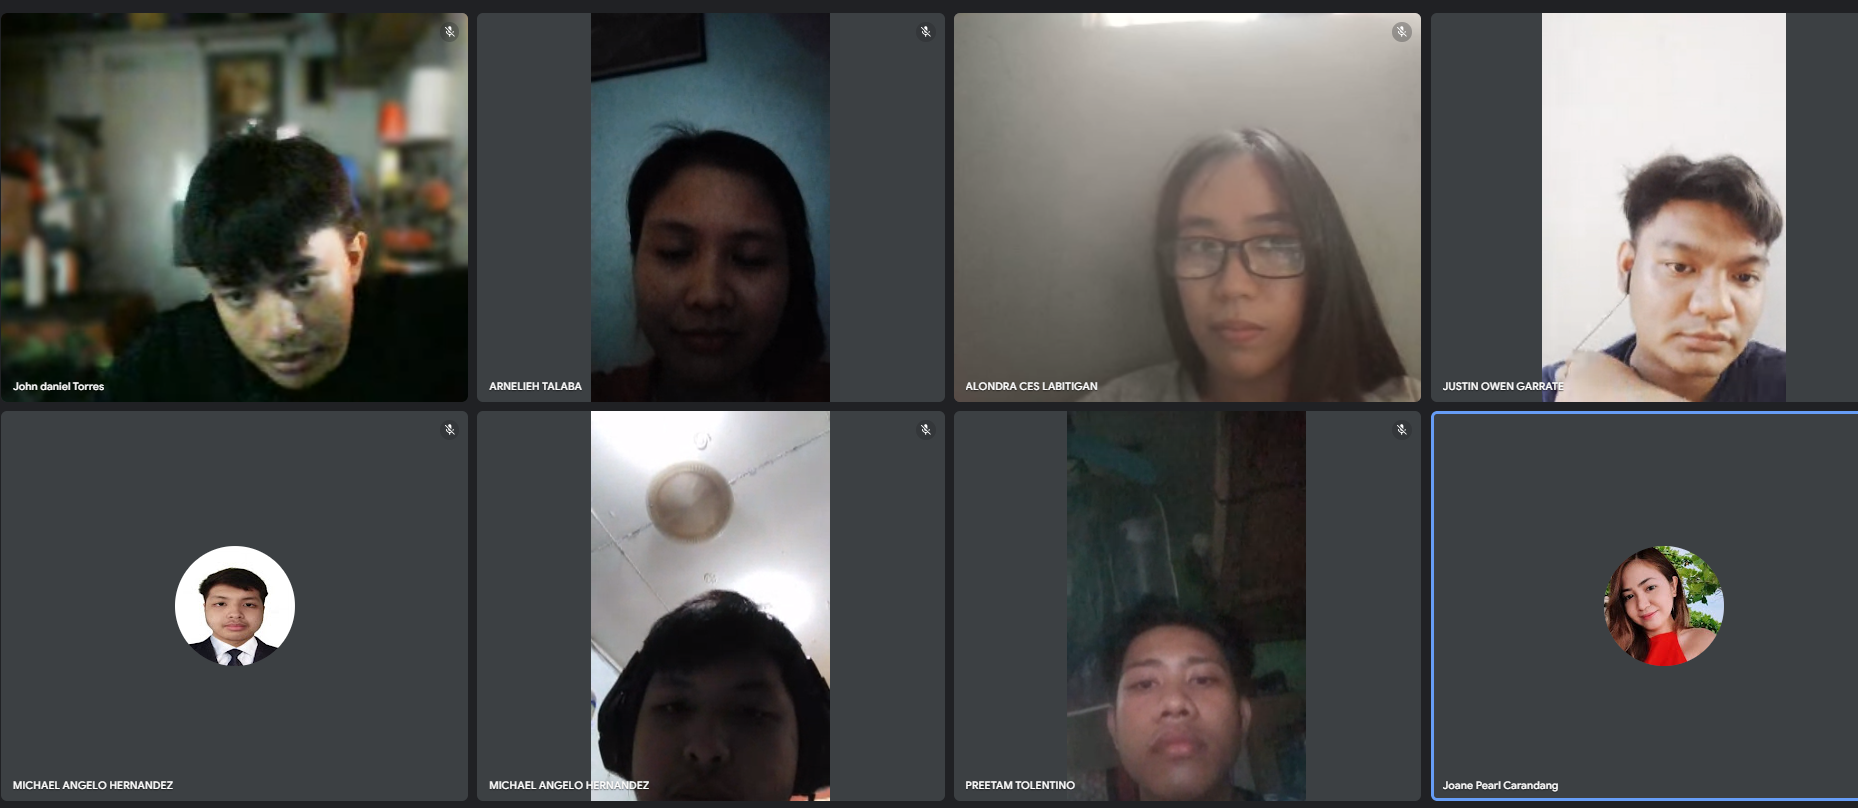 John daniel Torres
ARNELIEH TALABA
ALONDRA CES LABITIGAN
JUSTIN OWEN GARRATE
MICHAEL ANGELO HERNANDEZ
MICHAEL ANGELO HERNANDEZ
PREETAM TOLENTINO
Joane Pearl Carandang